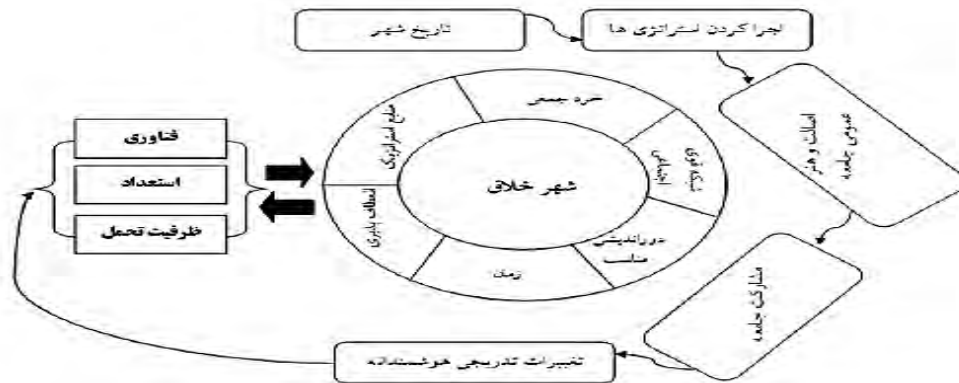 تاریخ شهر
اجرا کردن استراتژی ها
اصالت و هنر
عمومی جامعه
مشارکت جامعه
تغییرات تدریجی هوشمندانه
فناوری
استعداد
ظرفیت تحمل
شهر خلاق
خرد جمعی
اجتماعی
دوراندیشی
مناسب
زمان
انعطاف پذیری
منابع استراتژیک